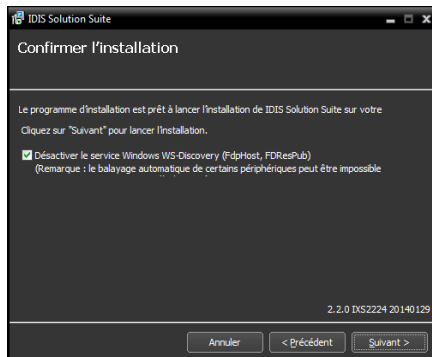 IDIS Solution Suite
Confirmer l'installation
Le programme d'installation est prêt à lancer l'installation de IDIS Solution Suite sur votre
Cliquez sur "Suivant" pour lancer l'installation.
Désactiver le service Windows WS-Discovery (FdpHost, FDResPub)
(Remarque : le balayage automatique de certains périphériques peut être impossible
2.2.0 IXS2224 20140129
Annuler
< Précédent
Suivant >